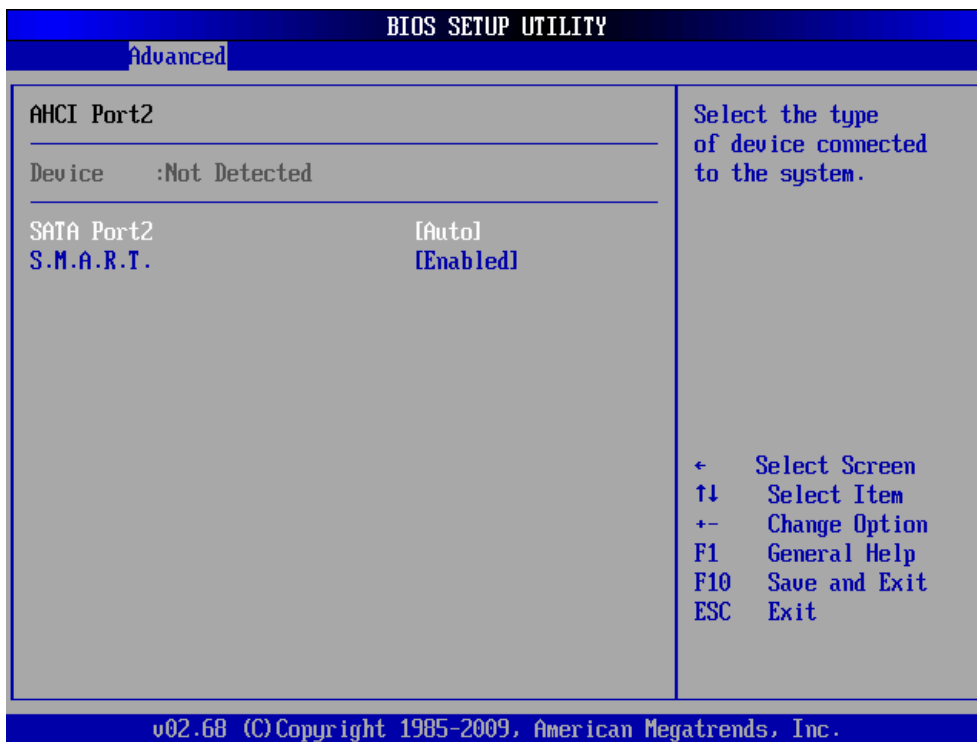 BIOS SETUP UTILITY
Advanced
AHCI Port2
Device :Not Detected
SATA Port2 [Auto]
S.M.A.R.T. [Enabled]
Select the type
of device connected
to the system.
← Select Screen
↑↓ Select Item
+- Change Option
F1 General Help
F10 Save and Exit
ESC Exit
v02.68 (C)Copyright 1985-2009, American Megatrends, Inc.